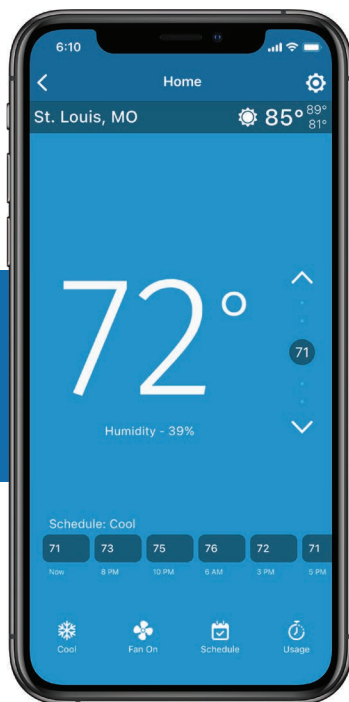 6:10
Home
St. Louis, MO 85° 89° 81°
72°
71
Humidity - 39%
Schedule: Cool
71 73 75 76 72 71
Now 8 PM 10 PM 6 AM 3 PM 5 PM
Cool Fan On Schedule Usage